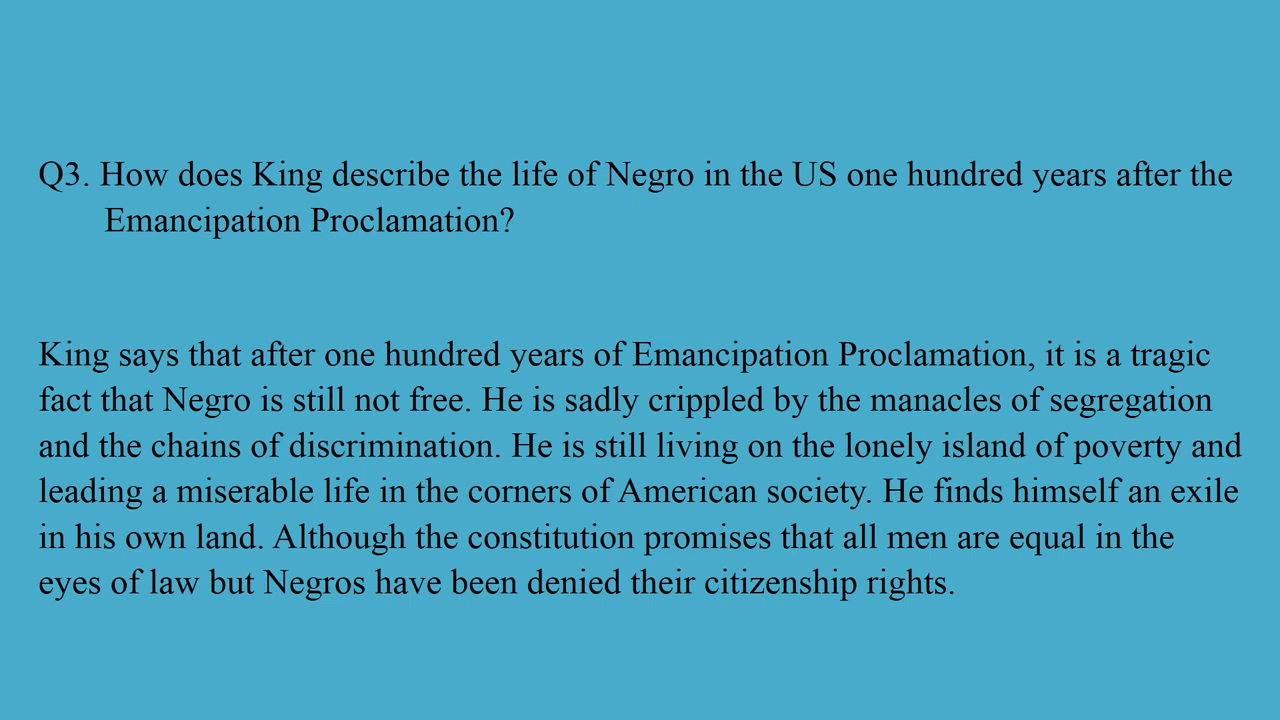 Q3. How does King describe the life of Negro in the US one hundred years after the
Emancipation Proclamation?
King says that after one hundred years of Emancipation Proclamation, it is a tragic
fact that Negro is still not free. He is sadly crippled by the manacles of segregation
and the chains of discrimination. He is still living on the lonely island of poverty and
leading a miserable life in the corners of American society. He finds himself an exile
in his own land. Although the constitution promises that all men are equal in the
eyes of law but Negros have been denied their citizenship rights.